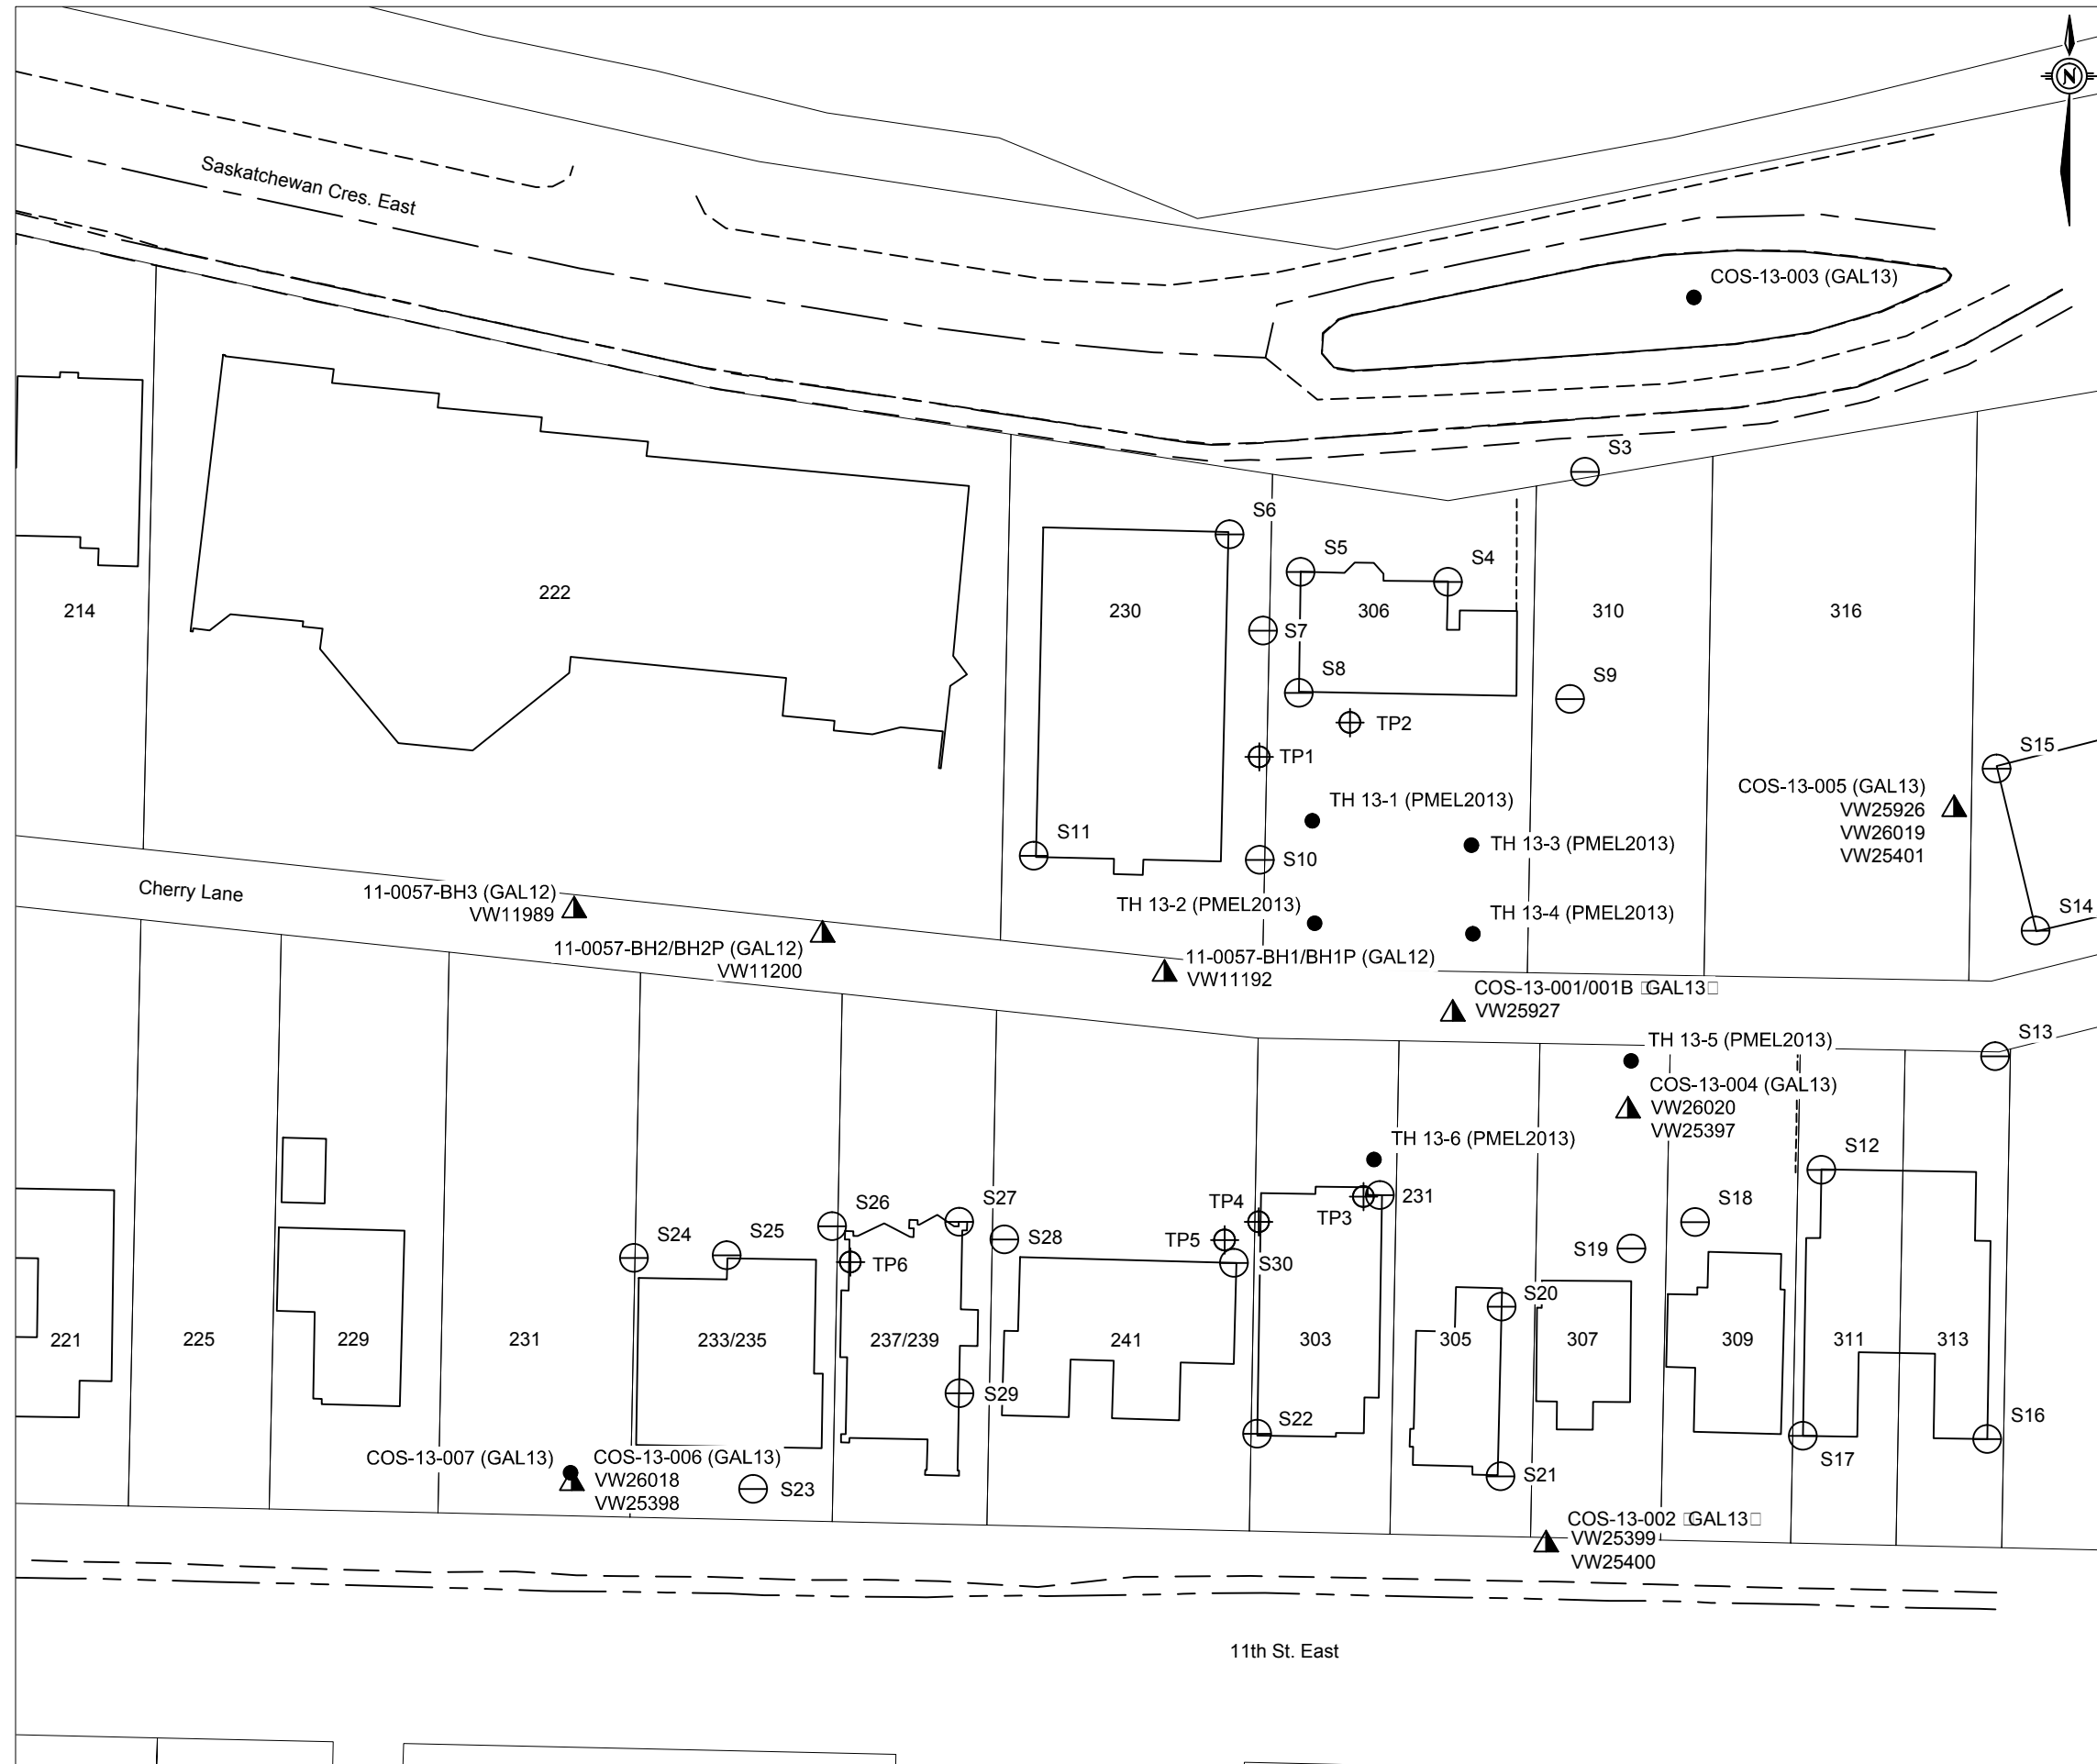 N
Saskatchewan Cres. East
COS-13-003 (GAL13)
S3
S6
S5
S4
222
214
230
306
310
316
S7
S8
S9
TP2
TP1
S15
COS-13-005 (GAL13)
VW25926
VW26019
VW25401
TH 13-1 (PMEL2013)
S11
TH 13-3 (PMEL2013)
S10
Cherry Lane
11-0057-BH3 (GAL12)
VW11989
TH 13-2 (PMEL2013)
TH 13-4 (PMEL2013)
S14
11-0057-BH2/BH2P (GAL12)
VW11200
11-0057-BH1/BH1P (GAL12)
VW11192
COS-13-001/001B □GAL13□
VW25927
S13
TH 13-5 (PMEL2013)
COS-13-004 (GAL13)
VW26020
VW25397
TH 13-6 (PMEL2013)
S12
S26
S27
TP4
231
TP3
S18
S24
S25
S28
TP5
S19
TP6
S30
S20
221
225
229
231
233/235
237/239
241
303
305
307
309
311
313
S29
S22
S16
COS-13-007 (GAL13)
COS-13-006 (GAL13)
VW26018
VW25398
S23
S21
S17
COS-13-002 □GAL13□
VW25399
VW25400
11th St. East